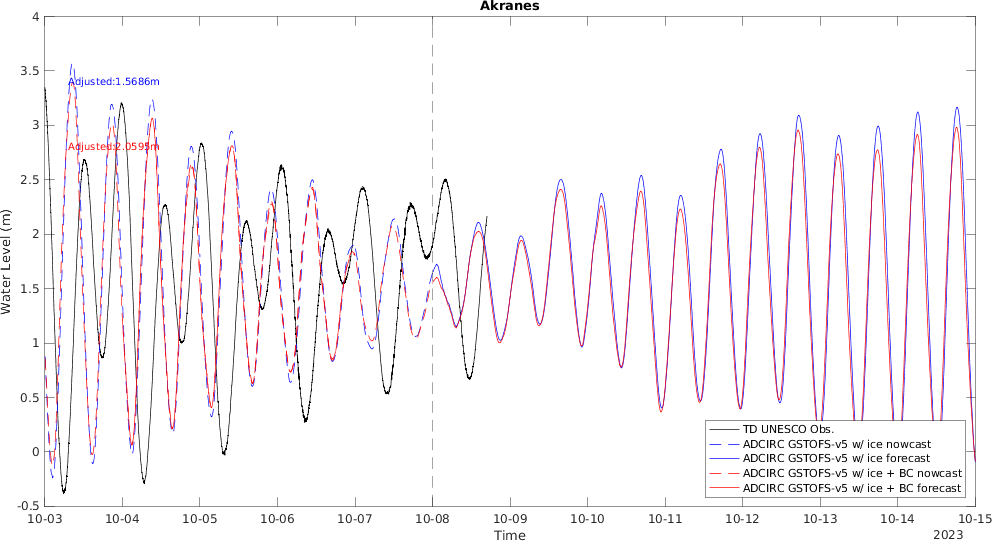 Akranes
4
3.5
3
2.5
2
1.5
1
0.5
0
-0.5
Water Level (m)
Adjusted:1.5686m
Adjusted:2.0595m
TD UNESCO Obs.
ADCIRC GSTOFS-v5 w/ ice nowcast
ADCIRC GSTOFS-v5 w/ ice forecast
ADCIRC GSTOFS-v5 w/ ice + BC nowcast
ADCIRC GSTOFS-v5 w/ ice + BC forecast
10-03 10-04 10-05 10-06 10-07 10-08 10-09 10-10 10-11 10-12 10-13 10-14 10-15
Time
2023